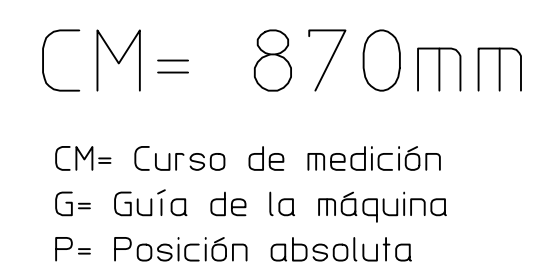 CM= 870mm
CM= Curso de medición
G= Guía de la máquina
P= Posición absoluta